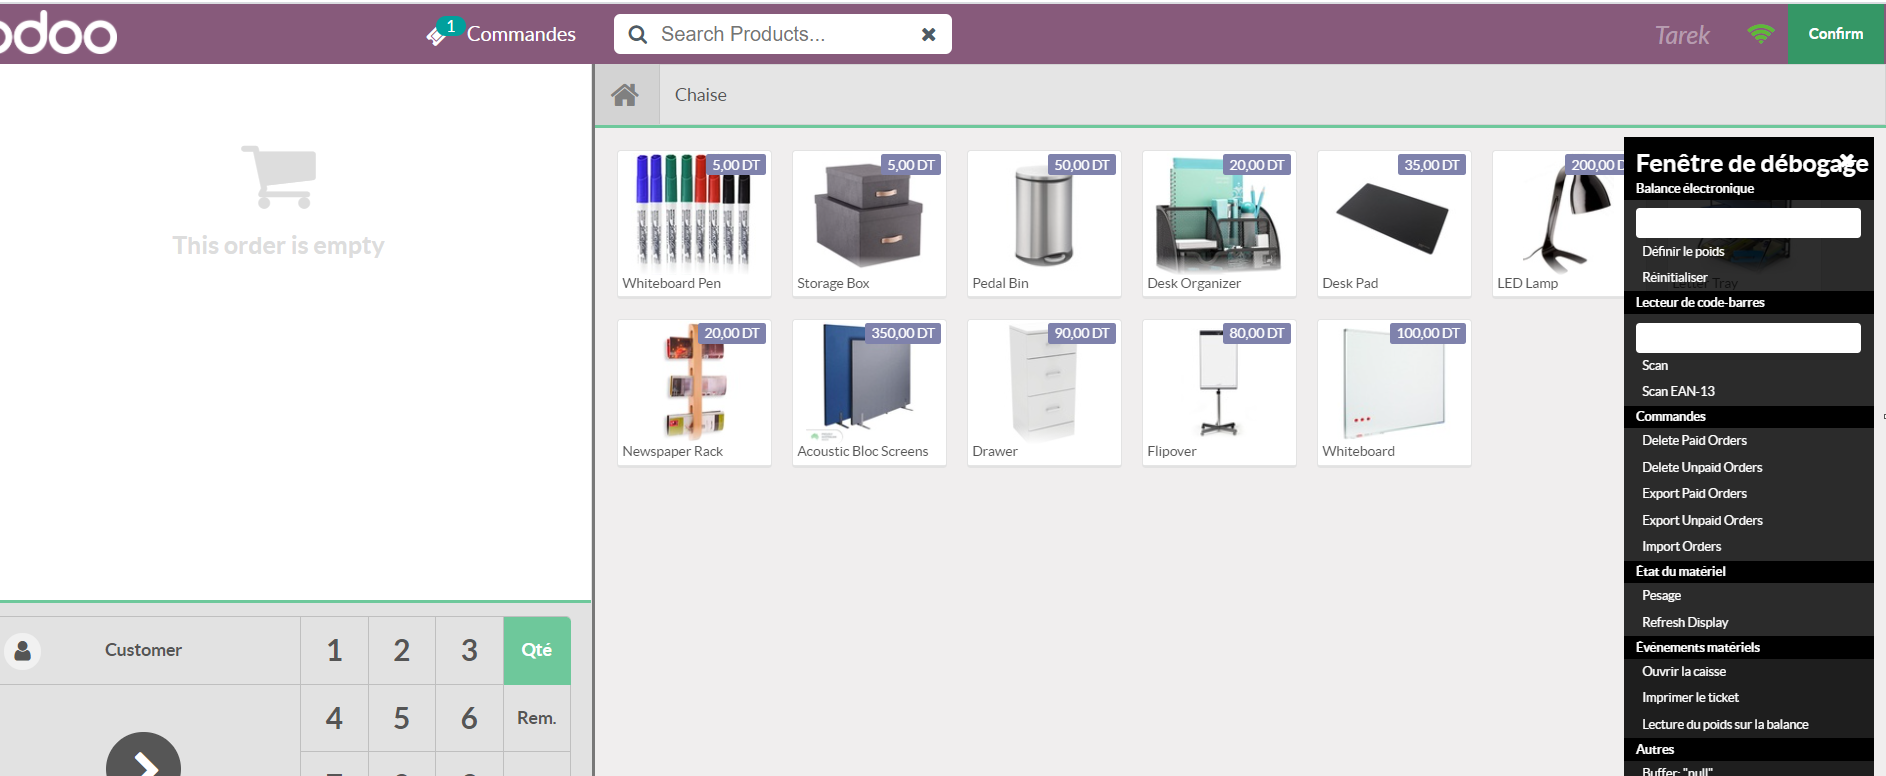 odoo
1
Commandes
Search Products...
Tarek
Confirm
Chaise
This order is empty
5,00 DT
Whiteboard Pen
5,00 DT
Storage Box
50,00 DT
Pedal Bin
20,00 DT
Desk Organizer
35,00 DT
Desk Pad
200,00
LED Lamp
Letter Tray
20,00 DT
Newspaper Rack
350,00 DT
Acoustic Bloc Screens
90,00 DT
Drawer
80,00 DT
Flipover
100,00 DT
Whiteboard
Fenêtre de débogage
Balance électronique
Définir le poids
Réinitialiser
Lecteur de code-barres
Scan
Scan EAN-13
Commandes
Delete Paid Orders
Delete Unpaid Orders
Export Paid Orders
Export Unpaid Orders
Import Orders
État du matériel
Pesage
Refresh Display
Évènements matériels
Ouvrir la caisse
Imprimer le ticket
Lecture du poids sur la balance
Autres
Buffer: "null"
Customer
1 2 3 Qté
4 5 6 Rem.